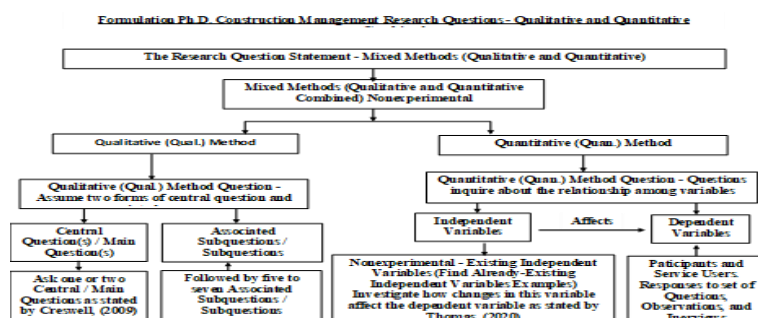 Formulation Ph.D. Construction Management Research Questions - Qualitative and Quantitative
The Research Question Statement - Mixed Methods (Qualitative and Quantitative)
Mixed Methods (Qualitative and Quantitative
Combined) Nonexperimental
Qualitative (Qual.) Method
Quantitative (Quan.) Method
Qualitative (Qual.) Method Question -
Assume two forms of central question and
Quantitative (Quan.) Method Question - Questions
inquire about the relationship among variables
Central
Question(s) / Main
Question(s)
Associated
Subquestions /
Subquestions
Independent
Variables
Affects
Dependent
Variables
Ask one or two
Central / Main
Questions as stated
by Creswell, (2009)
Followed by five to
seven Associated
Subquestions /
Subquestions
Nonexperimental - Existing Independent
Variables (Find Already-Existing
Independent Variables Examples)
Investigate how changes in this variable
affect the dependent variable as stated by
Thomas, (2020)
Paticipants and
Service Users.
Responses to set of
Questions,
Observations, and